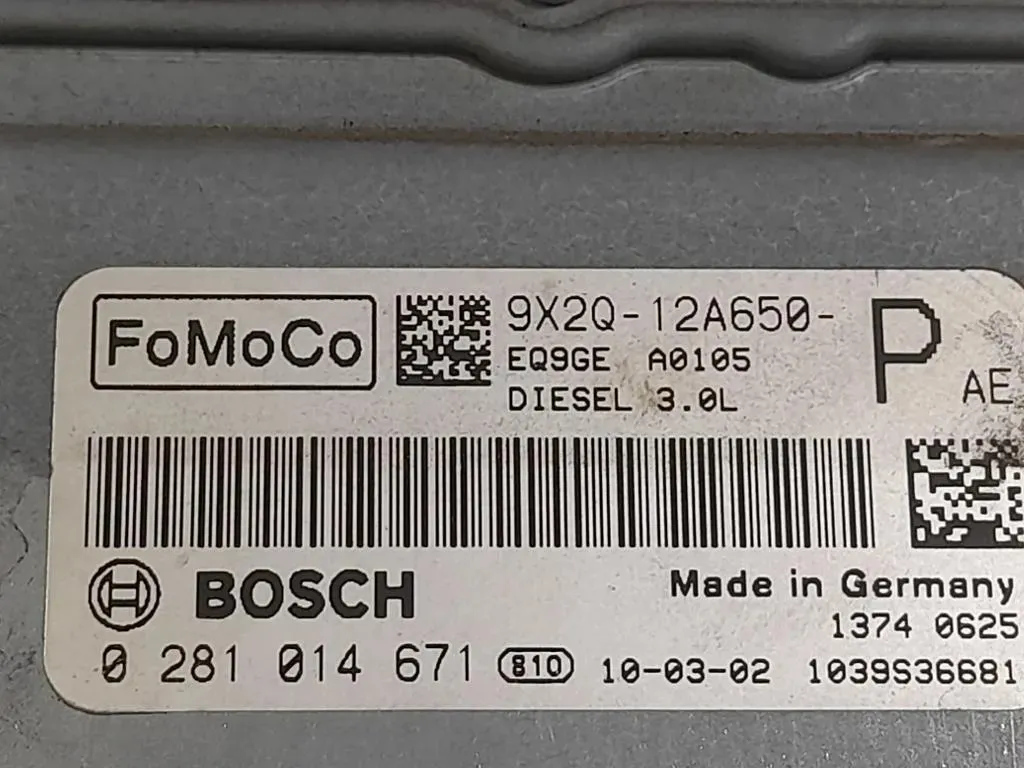 FoMoCo
9X2Q-12A650-
P
AE
EQ9GE A0105
DIESEL 3.0L
BOSCH
Made in Germany
1374 0625
0 281 014 671 810 10-03-02 1039S36681